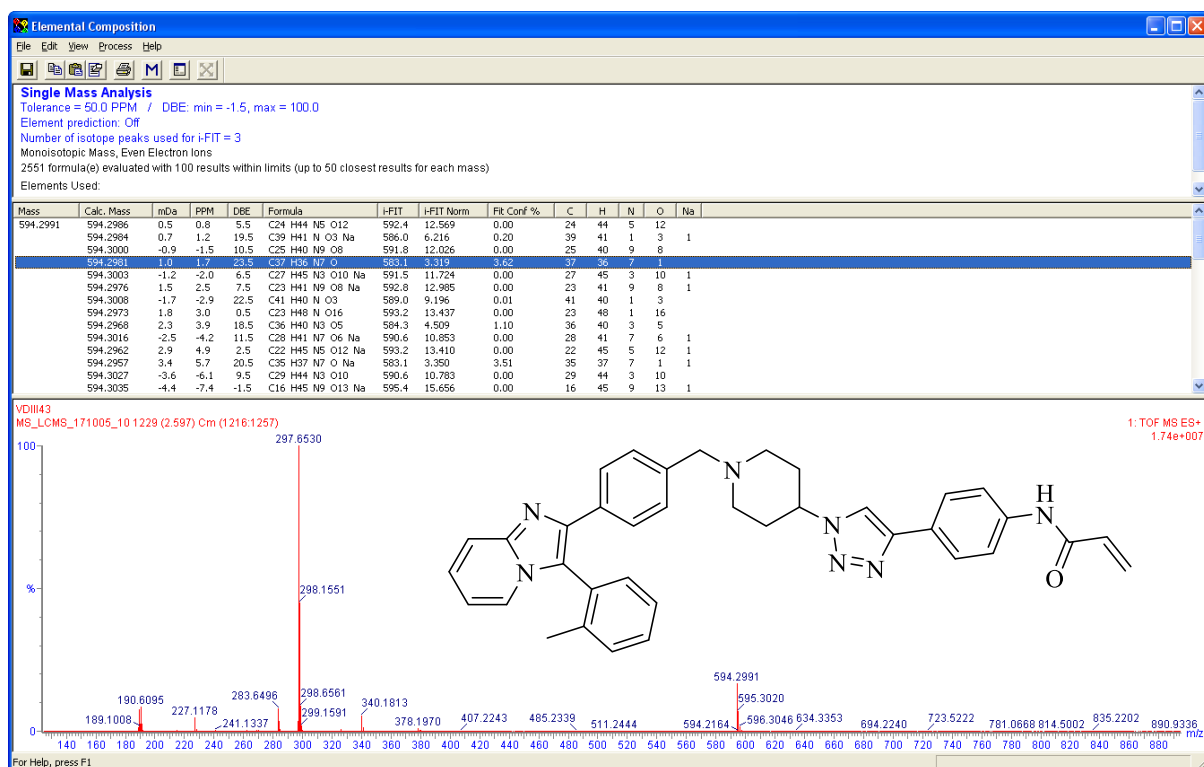 Elemental Composition
File Edit View Process Help
M
Single Mass Analysis
Tolerance = 50.0 PPM / DBE: min = -1.5, max = 100.0
Element prediction: Off
Number of isotope peaks used for i-FIT = 3
Monoisotopic Mass, Even Electron Ions
2551 formula(e) evaluated with 100 results within limits (up to 50 closest results for each mass)
Elements Used:
Mass Calc. Mass mDa PPM DBE Formula i-FIT i-FIT Norm Fit Conf % C H N O Na
594.2991 594.2986 0.5 0.8 5.5 C24 H44 N5 O12 592.4 12.569 0.00 24 44 5 12
594.2984 0.7 1.2 19.5 C39 H41 N O3 Na 586.0 6.216 0.20 39 41 1 3 1
594.3000 -0.9 -1.5 10.5 C25 H40 N9 O8 591.8 12.026 0.00 25 40 9 8
594.2981 1.0 1.7 23.5 C37 H36 N7 O 583.1 3.319 3.62 37 36 7 1
594.3003 -1.2 -2.0 6.5 C27 H45 N3 O10 Na 591.5 11.724 0.00 27 45 3 10 1
594.2976 1.5 2.5 7.5 C23 H41 N9 O8 Na 592.8 12.985 0.00 23 41 9 8 1
594.3008 -1.7 -2.9 22.5 C41 H40 N O3 589.0 9.196 0.01 41 40 1 3
594.2973 1.8 3.0 0.5 C23 H48 N O16 593.2 13.437 0.00 23 48 1 16
594.2968 2.3 3.9 18.5 C36 H40 N3 O5 584.3 4.509 1.10 36 40 3 5
594.3016 -2.5 -4.2 11.5 C28 H41 N7 O6 Na 590.6 10.853 0.00 28 41 7 6 1
594.2962 2.9 4.9 2.5 C22 H45 N5 O12 Na 593.2 13.410 0.00 22 45 5 12 1
594.2957 3.4 5.7 20.5 C35 H37 N7 O Na 583.1 3.350 3.51 35 37 7 1 1
594.3027 -3.6 -6.1 9.5 C29 H44 N3 O10 590.6 10.783 0.00 29 44 3 10
594.3035 -4.4 -7.4 -1.5 C16 H45 N9 O13 Na 595.4 15.656 0.00 16 45 9 13 1
VDIII43
MS_LCMS_171005_10 1229 (2.597) Cm (1216:1257)
1: TOF MS ES+
1.74e+007
100
297.6530
H
N
N
N
N
O
N
N
N
N
%
298.1551
594.2991
190.6095
283.6496
298.6561
595.3020
227.1178
340.1813
189.1008
241.1337
299.1591
378.1970
407.2243
485.2339
511.2444
594.2164
596.3046
634.3353
694.2240
723.5222
781.0668
814.5002
835.2202
890.9336
0
m/z
140 160 180 200 220 240 260 280 300 320 340 360 380 400 420 440 460 480 500 520 540 560 580 600 620 640 660 680 700 720 740 760 780 800 820 840 860 880
For Help, press F1